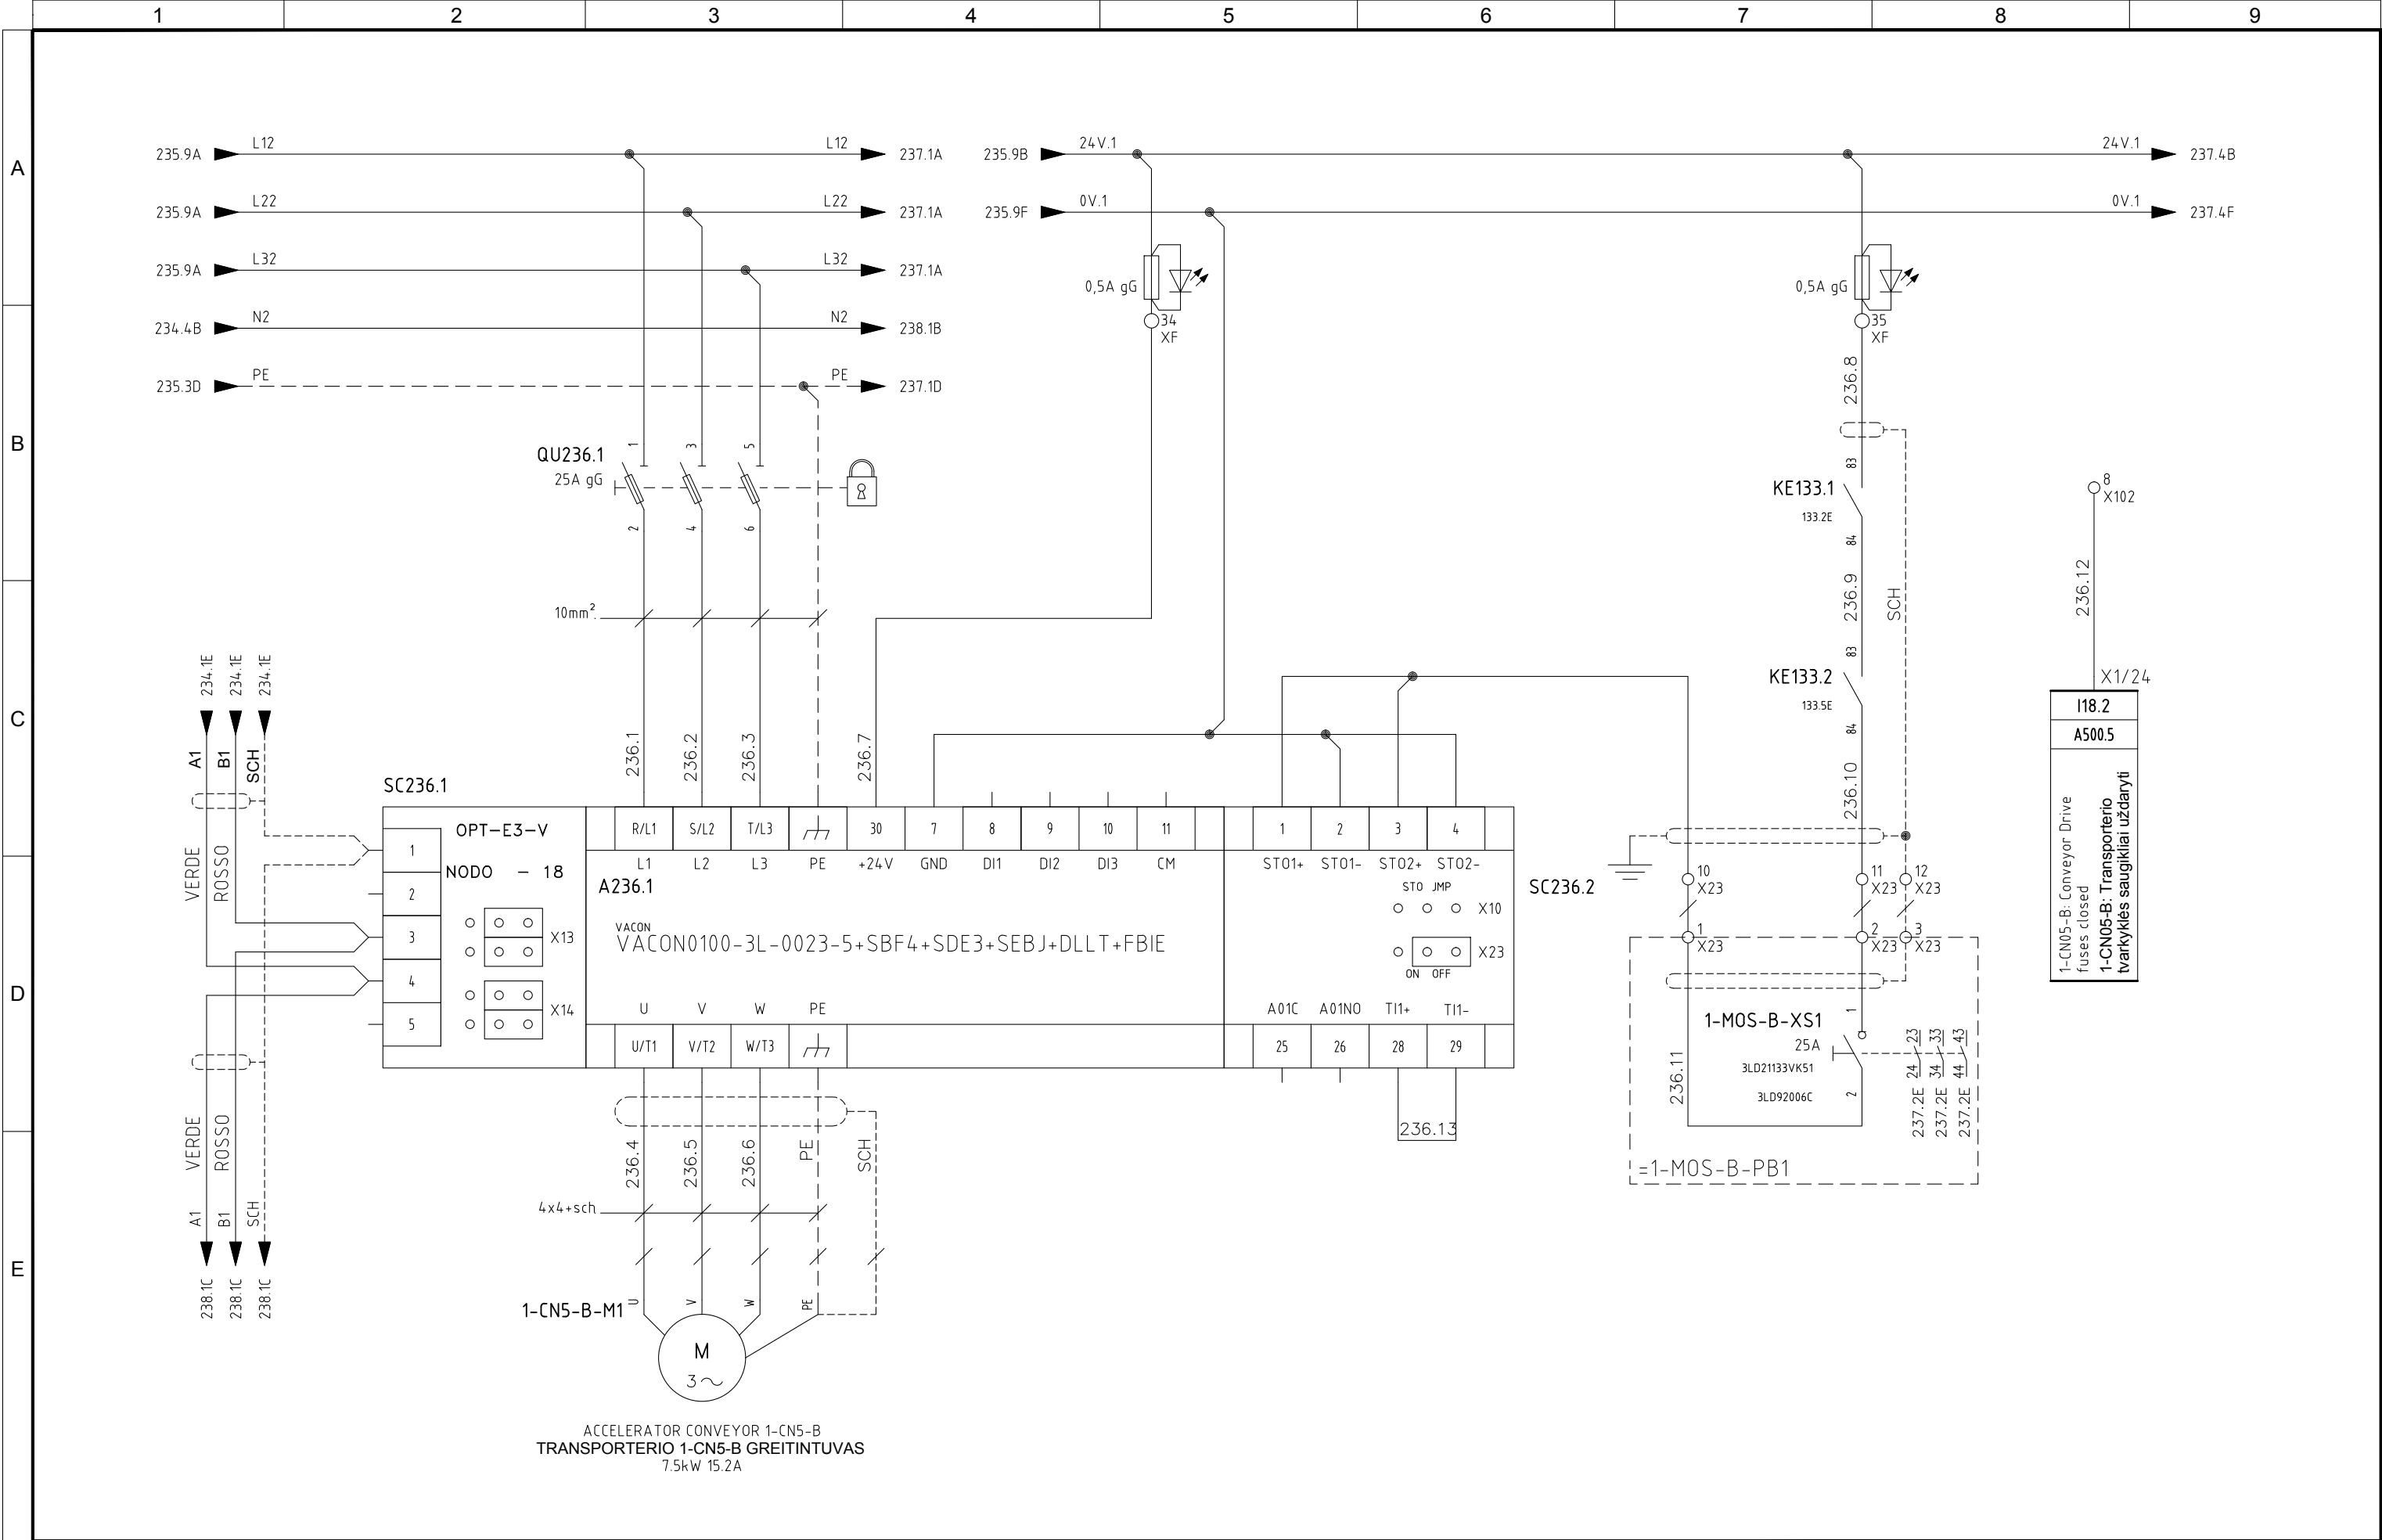 1 2 3 4 5 6 7 8 9
A
B
C
D
E
235.9A L12 L12 237.1A
235.9A L22 L22 237.1A
235.9A L32 L32 237.1A
234.4B N2 N2 238.1B
235.3D PE PE 237.1D
235.9B 24V.1 24V.1 237.4B
235.9F 0V.1 0V.1 237.4F
0,5A gG
34
XF
0,5A gG
35
XF
236.8
QU236.1
25A gG
1 3 5
2 4 6
10mm².
236.1
236.2
236.3
236.7
83
KE133.1
133.2E
84
236.9
SCH
83
KE133.2
133.5E
84
236.10
8
X102
236.12
X1/24
I18.2
A500.5
1-CN05-B: Conveyor Drive
fuses closed
1-CN05-B: Transporterio
tvarkyklės saugikliai uždaryti
234.1E
234.1E
234.1E
A1
B1
SCH
VERDE
ROSSO
SC236.1
OPT-E3-V
NODO - 18
1
2
3
4
5
X13
X14
R/L1 S/L2 T/L3 30 7 8 9 10 11 1 2 3 4
L1 L2 L3 PE +24V GND DI1 DI2 DI3 CM STO1+ STO1- STO2+ STO2-
A236.1
STO JMP
X10
VACON
VACON0100-3L-0023-5+SBF4+SDE3+SEBJ+DLLT+FBIE
X23
ON OFF
U V W PE A01C A01NO TI1+ TI1-
U/T1 V/T2 W/T3 25 26 28 29
SC236.2
236.13
10
X23
11
X23
12
X23
1
X23
2
X23
3
X23
1-MOS-B-XS1
25A
3LD21133VK51
3LD92006C
1
2
236.11
24 23
34 33
44 43
237.2E
237.2E
237.2E
=1-MOS-B-PB1
VERDE
ROSSO
A1
B1
SCH
238.1C
238.1C
238.1C
236.4
236.5
236.6
PE
SCH
4x4+sch
1-CN5-B-M1
U
V
W
PE
M
3
ACCELERATOR CONVEYOR 1-CN5-B
TRANSPORTERIO 1-CN5-B GREITINTUVAS
7.5kW 15.2A